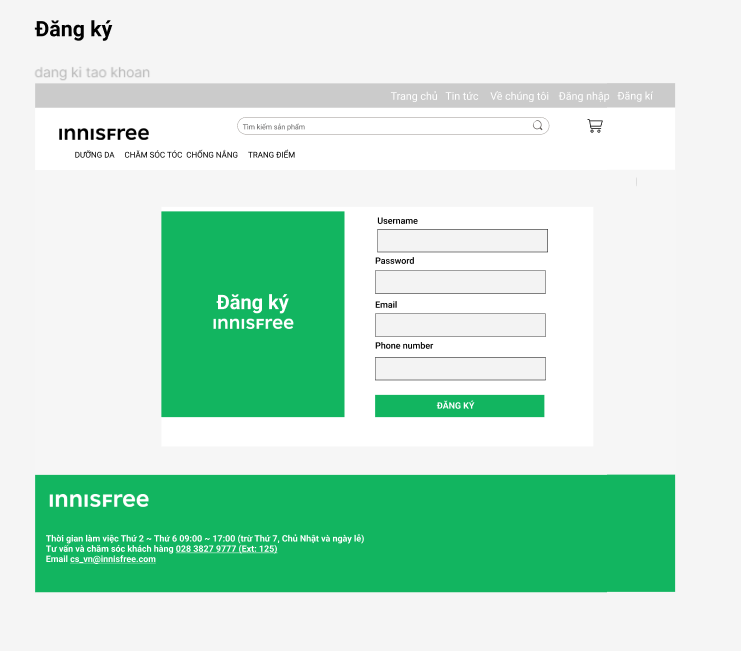 Đăng ký
dang ki tao khoan
Trang chủ Tin tức Về chúng tôi Đăng nhập Đăng kí
INNISFree
Tìm kiếm sản phẩm
DƯỠNG DA CHĂM SÓC TÓC CHỐNG NẮNG TRANG ĐIỂM
Đăng ký
INNISFree
Username
Password
Email
Phone number
ĐĂNG KÝ
INNISFree
Thời gian làm việc Thứ 2 ~ Thứ 6 09:00 ~ 17:00 (trừ Thứ 7, Chủ Nhật và ngày lễ)
Tư vấn và chăm sóc khách hàng 028 3827 9777 (Ext: 125)
Email cs_vn@innisfree.com